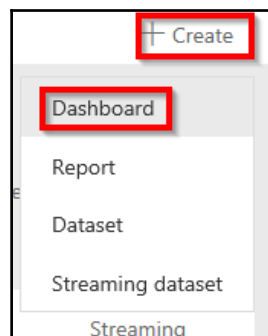 + Create
Dashboard
Report
e
Dataset
Streaming dataset
Streaming